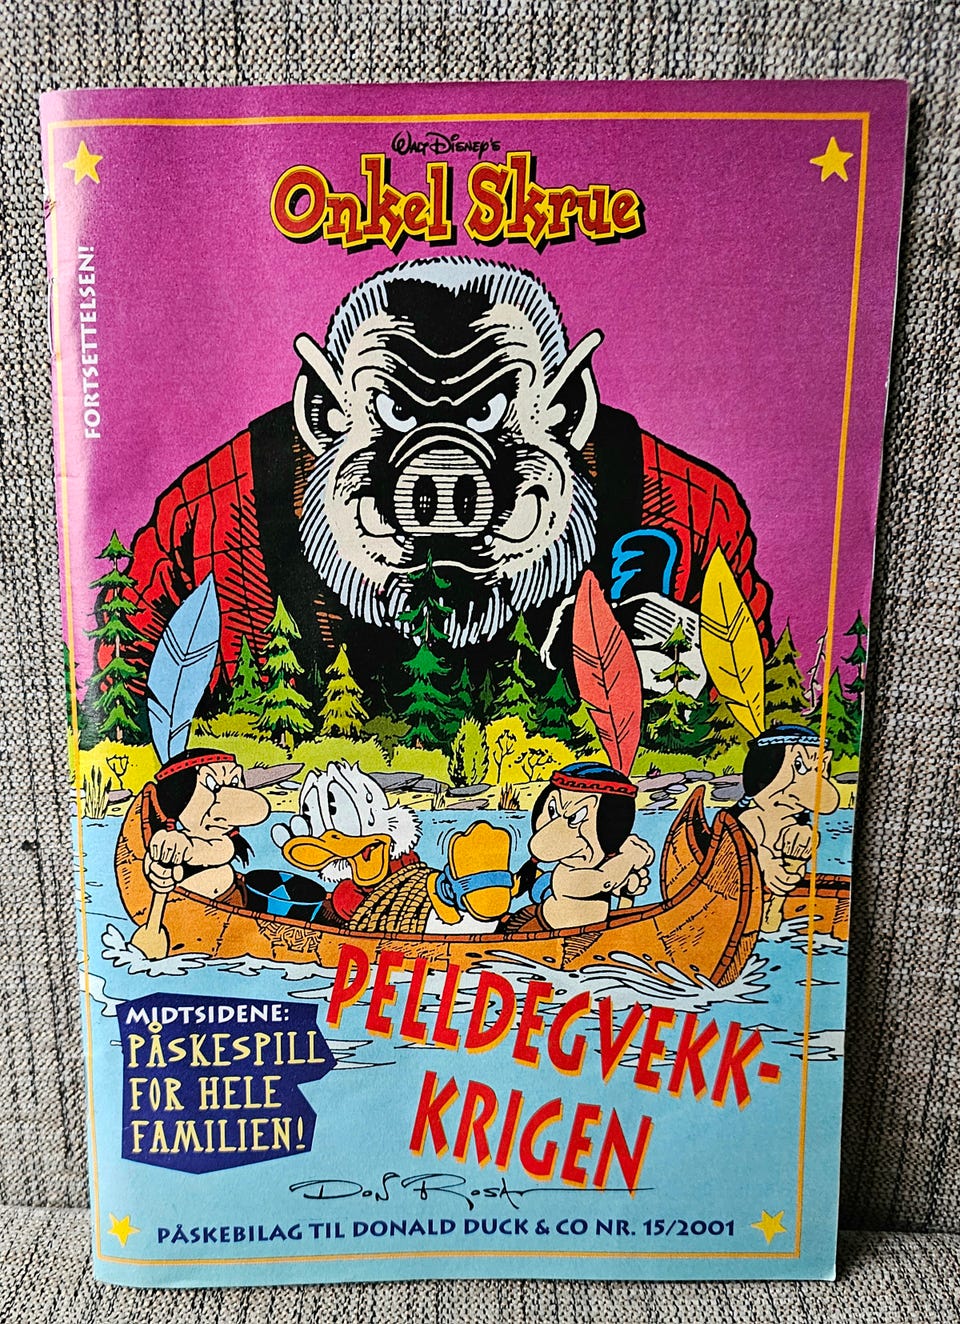 Walt Disney's
Onkel Skrue
FORTSETTELSEN!
PELLDEGVEKK-
KRIGEN
MIDTSIDENE:
PÅSKESPILL
FOR HELE
FAMILIEN!
Don Rosa
PÅSKEBILAG TIL DONALD DUCK & CO NR. 15/2001